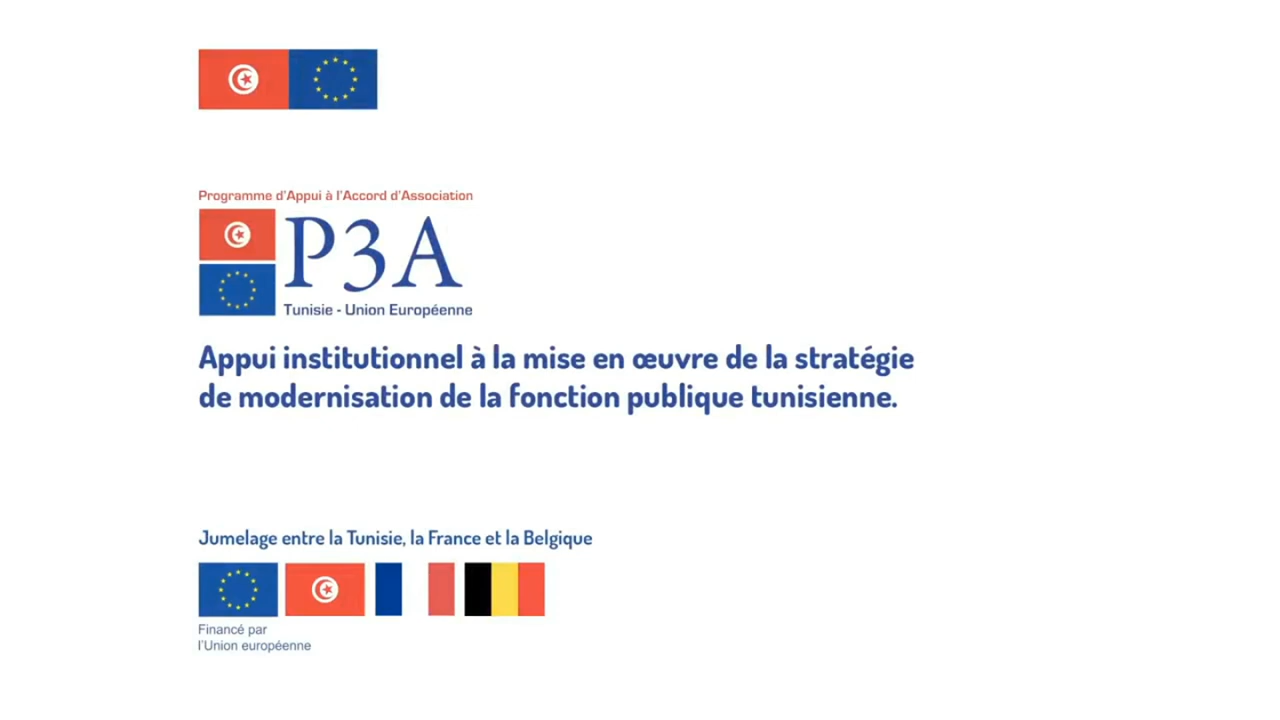 Programme d'Appui à l'Accord d'Association
P3A
Tunisie - Union Européenne
Appui institutionnel à la mise en œuvre de la stratégie
de modernisation de la fonction publique tunisienne.
Jumelage entre la Tunisie, la France et la Belgique
Financé par
l'Union européenne